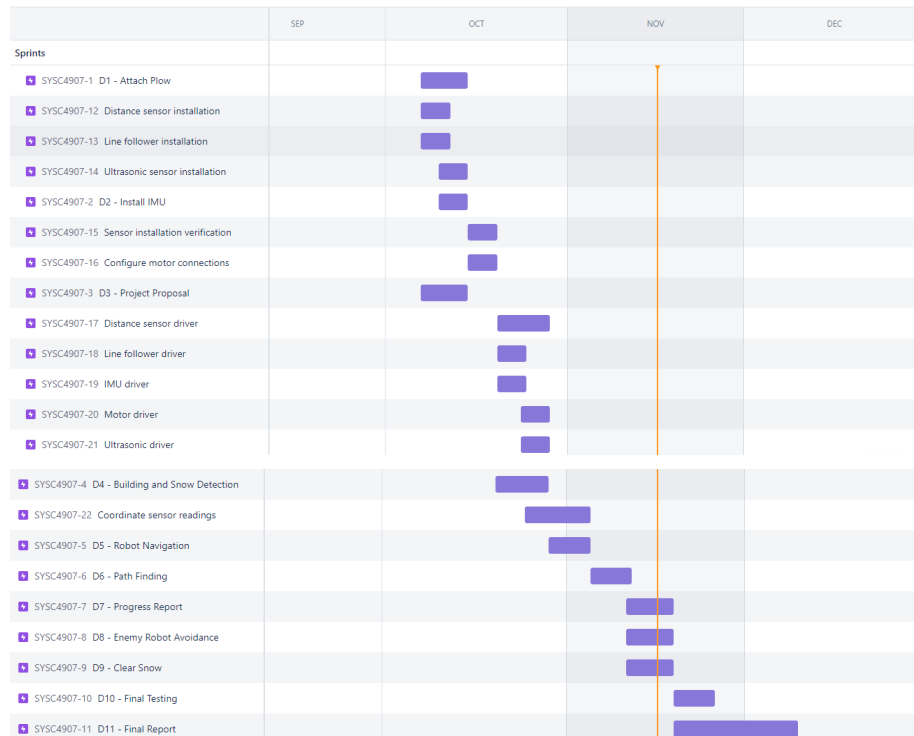 SEP OCT NOV DEC
Sprints
SYSC4907-1 D1 - Attach Plow
SYSC4907-12 Distance sensor installation
SYSC4907-13 Line follower installation
SYSC4907-14 Ultrasonic sensor installation
SYSC4907-2 D2 - Install IMU
SYSC4907-15 Sensor installation verification
SYSC4907-16 Configure motor connections
SYSC4907-3 D3 - Project Proposal
SYSC4907-17 Distance sensor driver
SYSC4907-18 Line follower driver
SYSC4907-19 IMU driver
SYSC4907-20 Motor driver
SYSC4907-21 Ultrasonic driver
SYSC4907-4 D4 - Building and Snow Detection
SYSC4907-22 Coordinate sensor readings
SYSC4907-5 D5 - Robot Navigation
SYSC4907-6 D6 - Path Finding
SYSC4907-7 D7 - Progress Report
SYSC4907-8 D8 - Enemy Robot Avoidance
SYSC4907-9 D9 - Clear Snow
SYSC4907-10 D10 - Final Testing
SYSC4907-11 D11 - Final Report